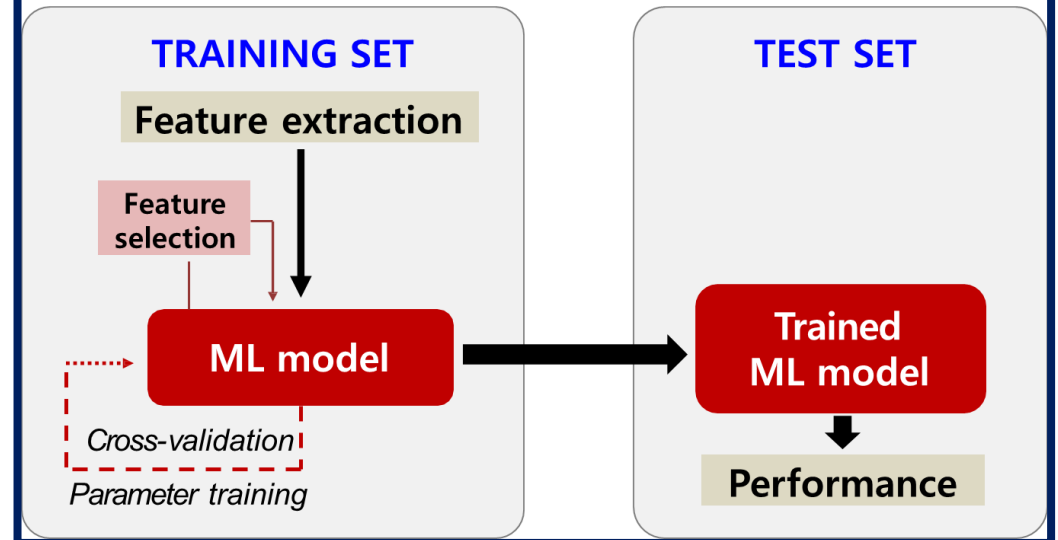 TRAINING SET
Feature extraction
Feature
selection
ML model
Cross-validation
Parameter training
TEST SET
Trained
ML model
Performance